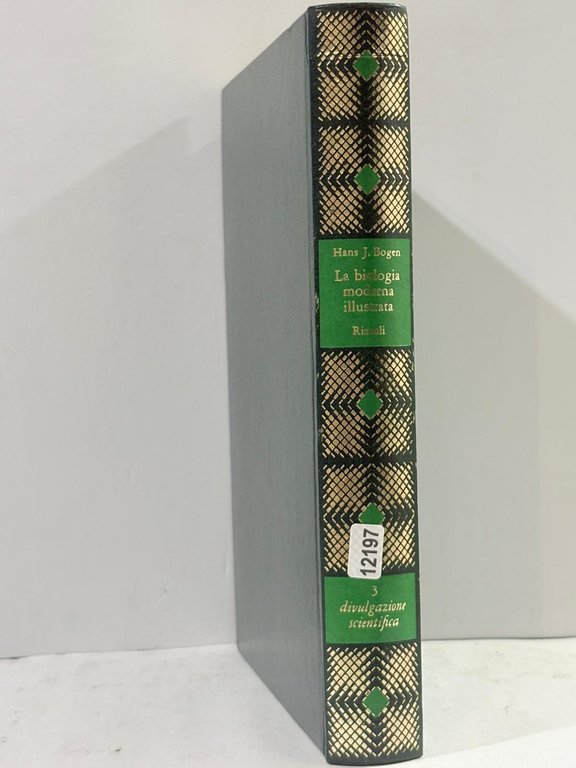 Hans J. Bogen
La biologia
moderna
illustrata
Rizzoli
12197
3
divulgazione
scientifica